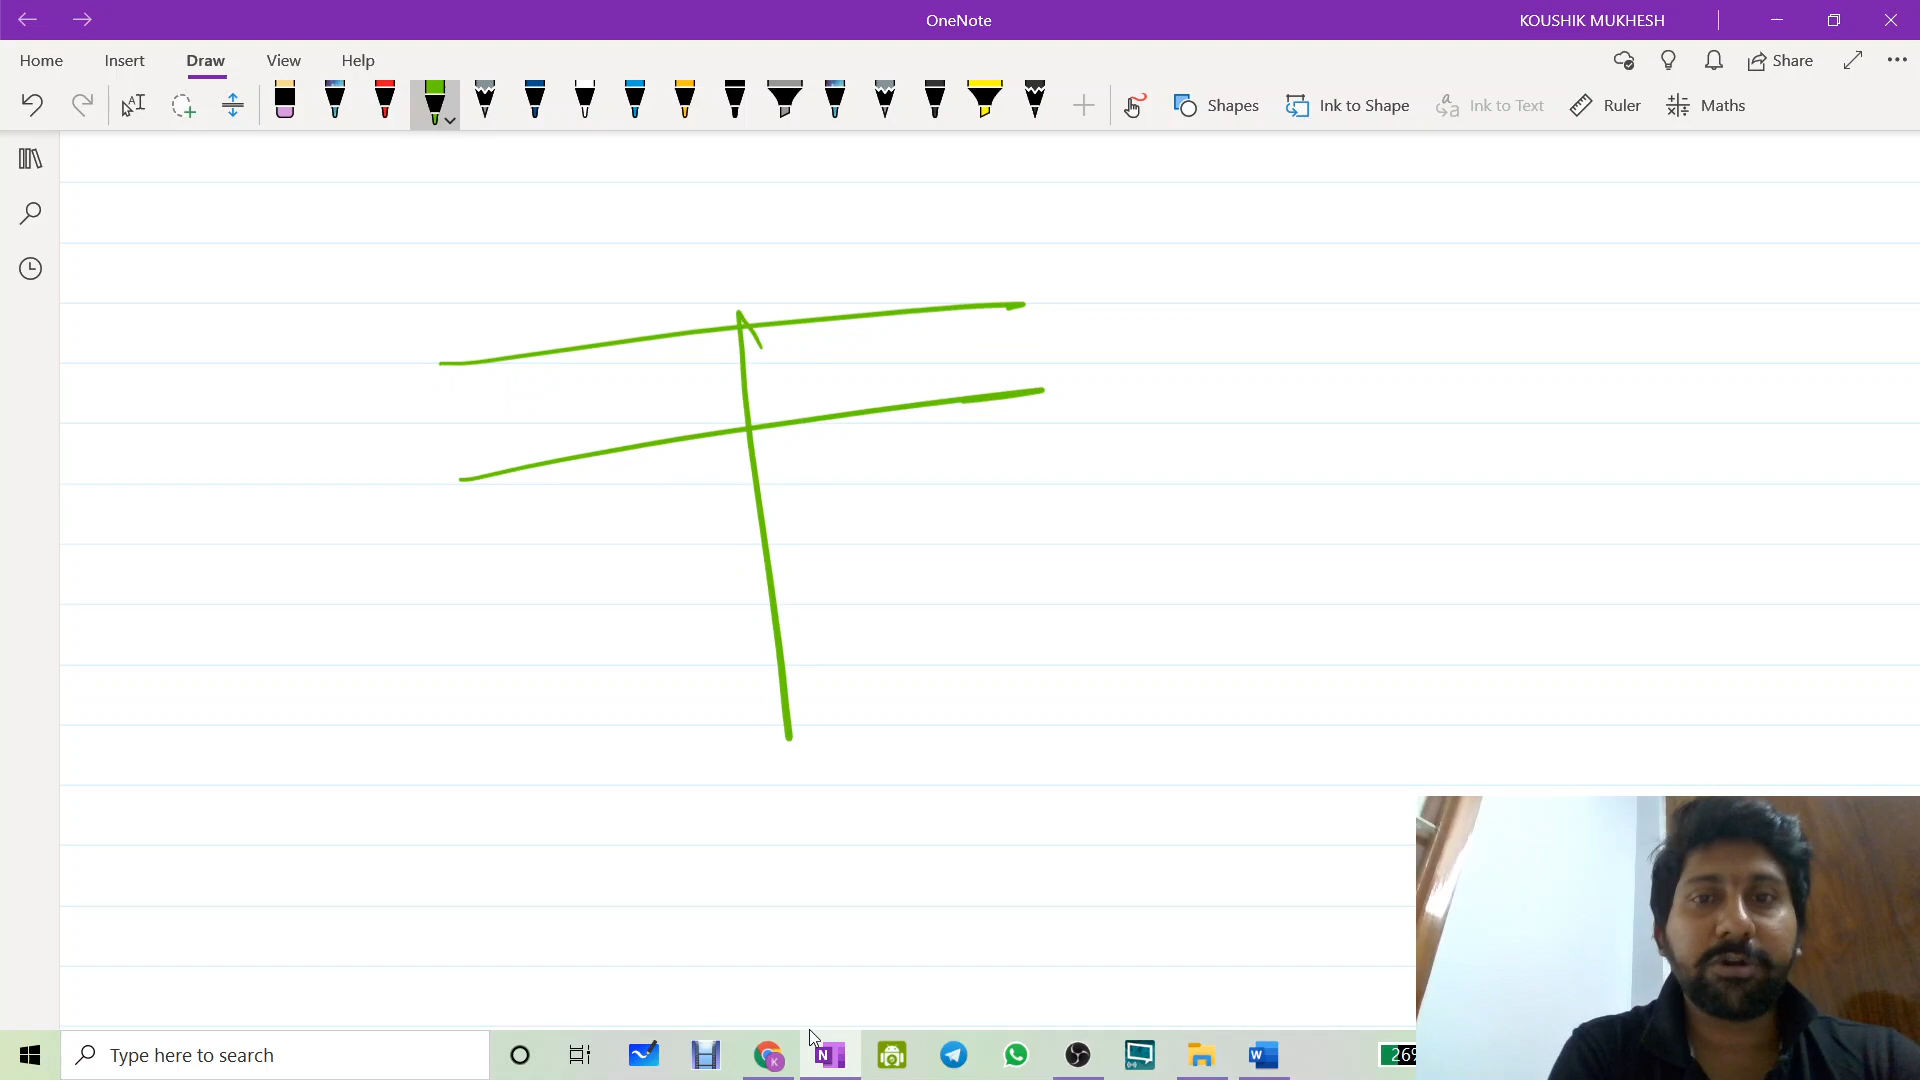 OneNote
KOUSHIK MUKHESH
Home Insert Draw View Help
Share
Shapes Ink to Shape Ink to Text Ruler Maths
Type here to search
26%